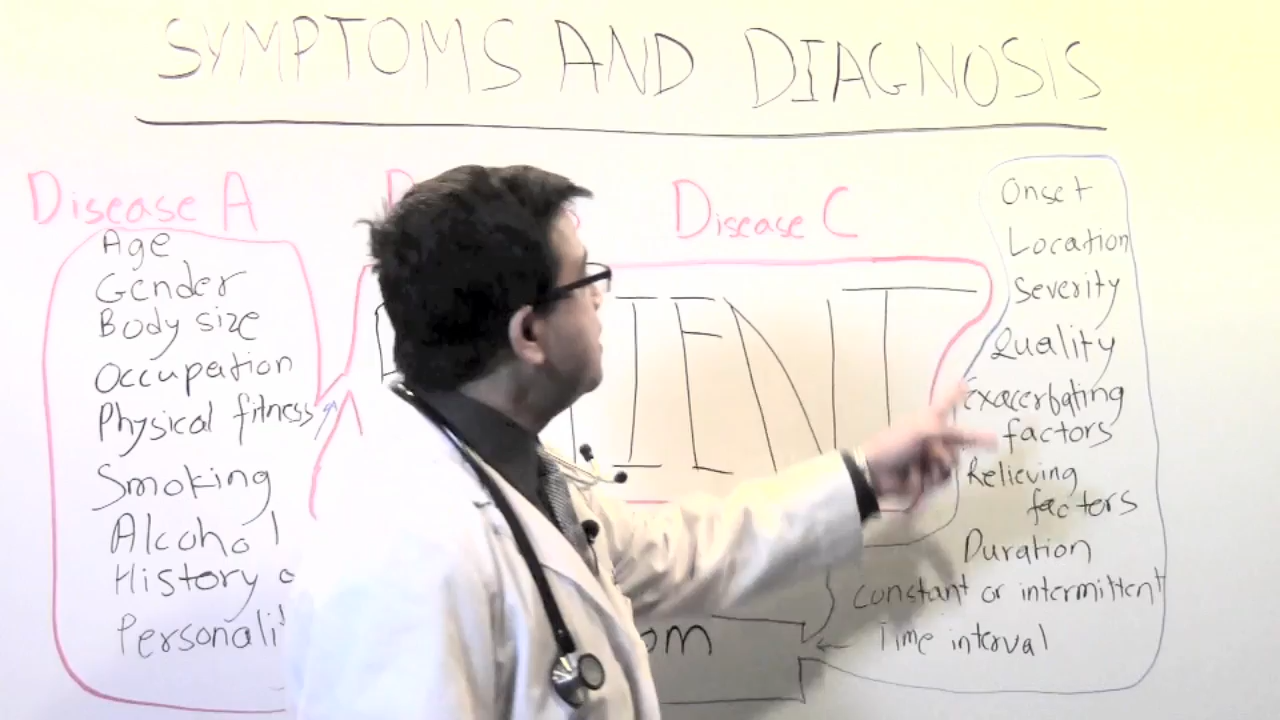 SYMPTOMS AND DIAGNOSIS
Disease A
Disease C
Age
Gender
Body size
Occupation
Physical fitness
Smoking
Alcohol
History
Onset
Location
Severity
Quality
Exacerbating
factors
Relieving
factors
Duration
constant or intermittent
Time interval